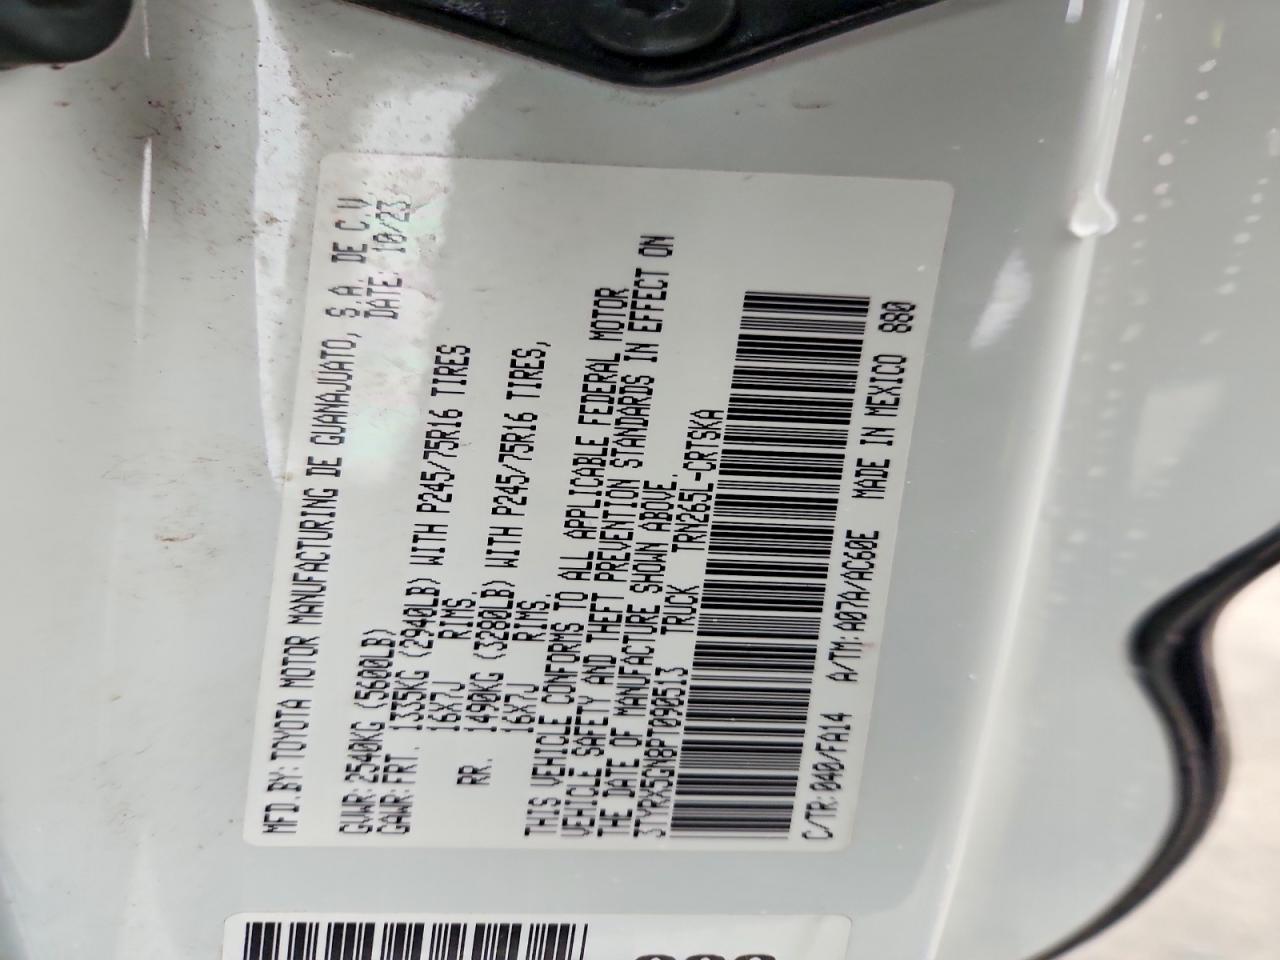 MFD.BY: TOYOTA MOTOR MANUFACTURING DE GUANAJUATO, S.A. DE C.V.
DATE: 10/23
GVWR: 2540KG (5600LB)
GAWR: FRT. 1335KG (2940LB) WITH P245/75R16 TIRES
16X7J RIMS,
RR. 1490KG (3280LB) WITH P245/75R16 TIRES,
16X7J RIMS.
THIS VEHICLE CONFORMS TO ALL APPLICABLE FEDERAL MOTOR
VEHICLE SAFETY AND THEFT PREVENTION STANDARDS IN EFFECT ON
THE DATE OF MANUFACTURE SHOWN ABOVE.
3TYRX5GN8PT090513 TRUCK TRN265L-CRTSKA
C/TR: 040/FA14 A/TM: A07A/AC60E MADE IN MEXICO 880